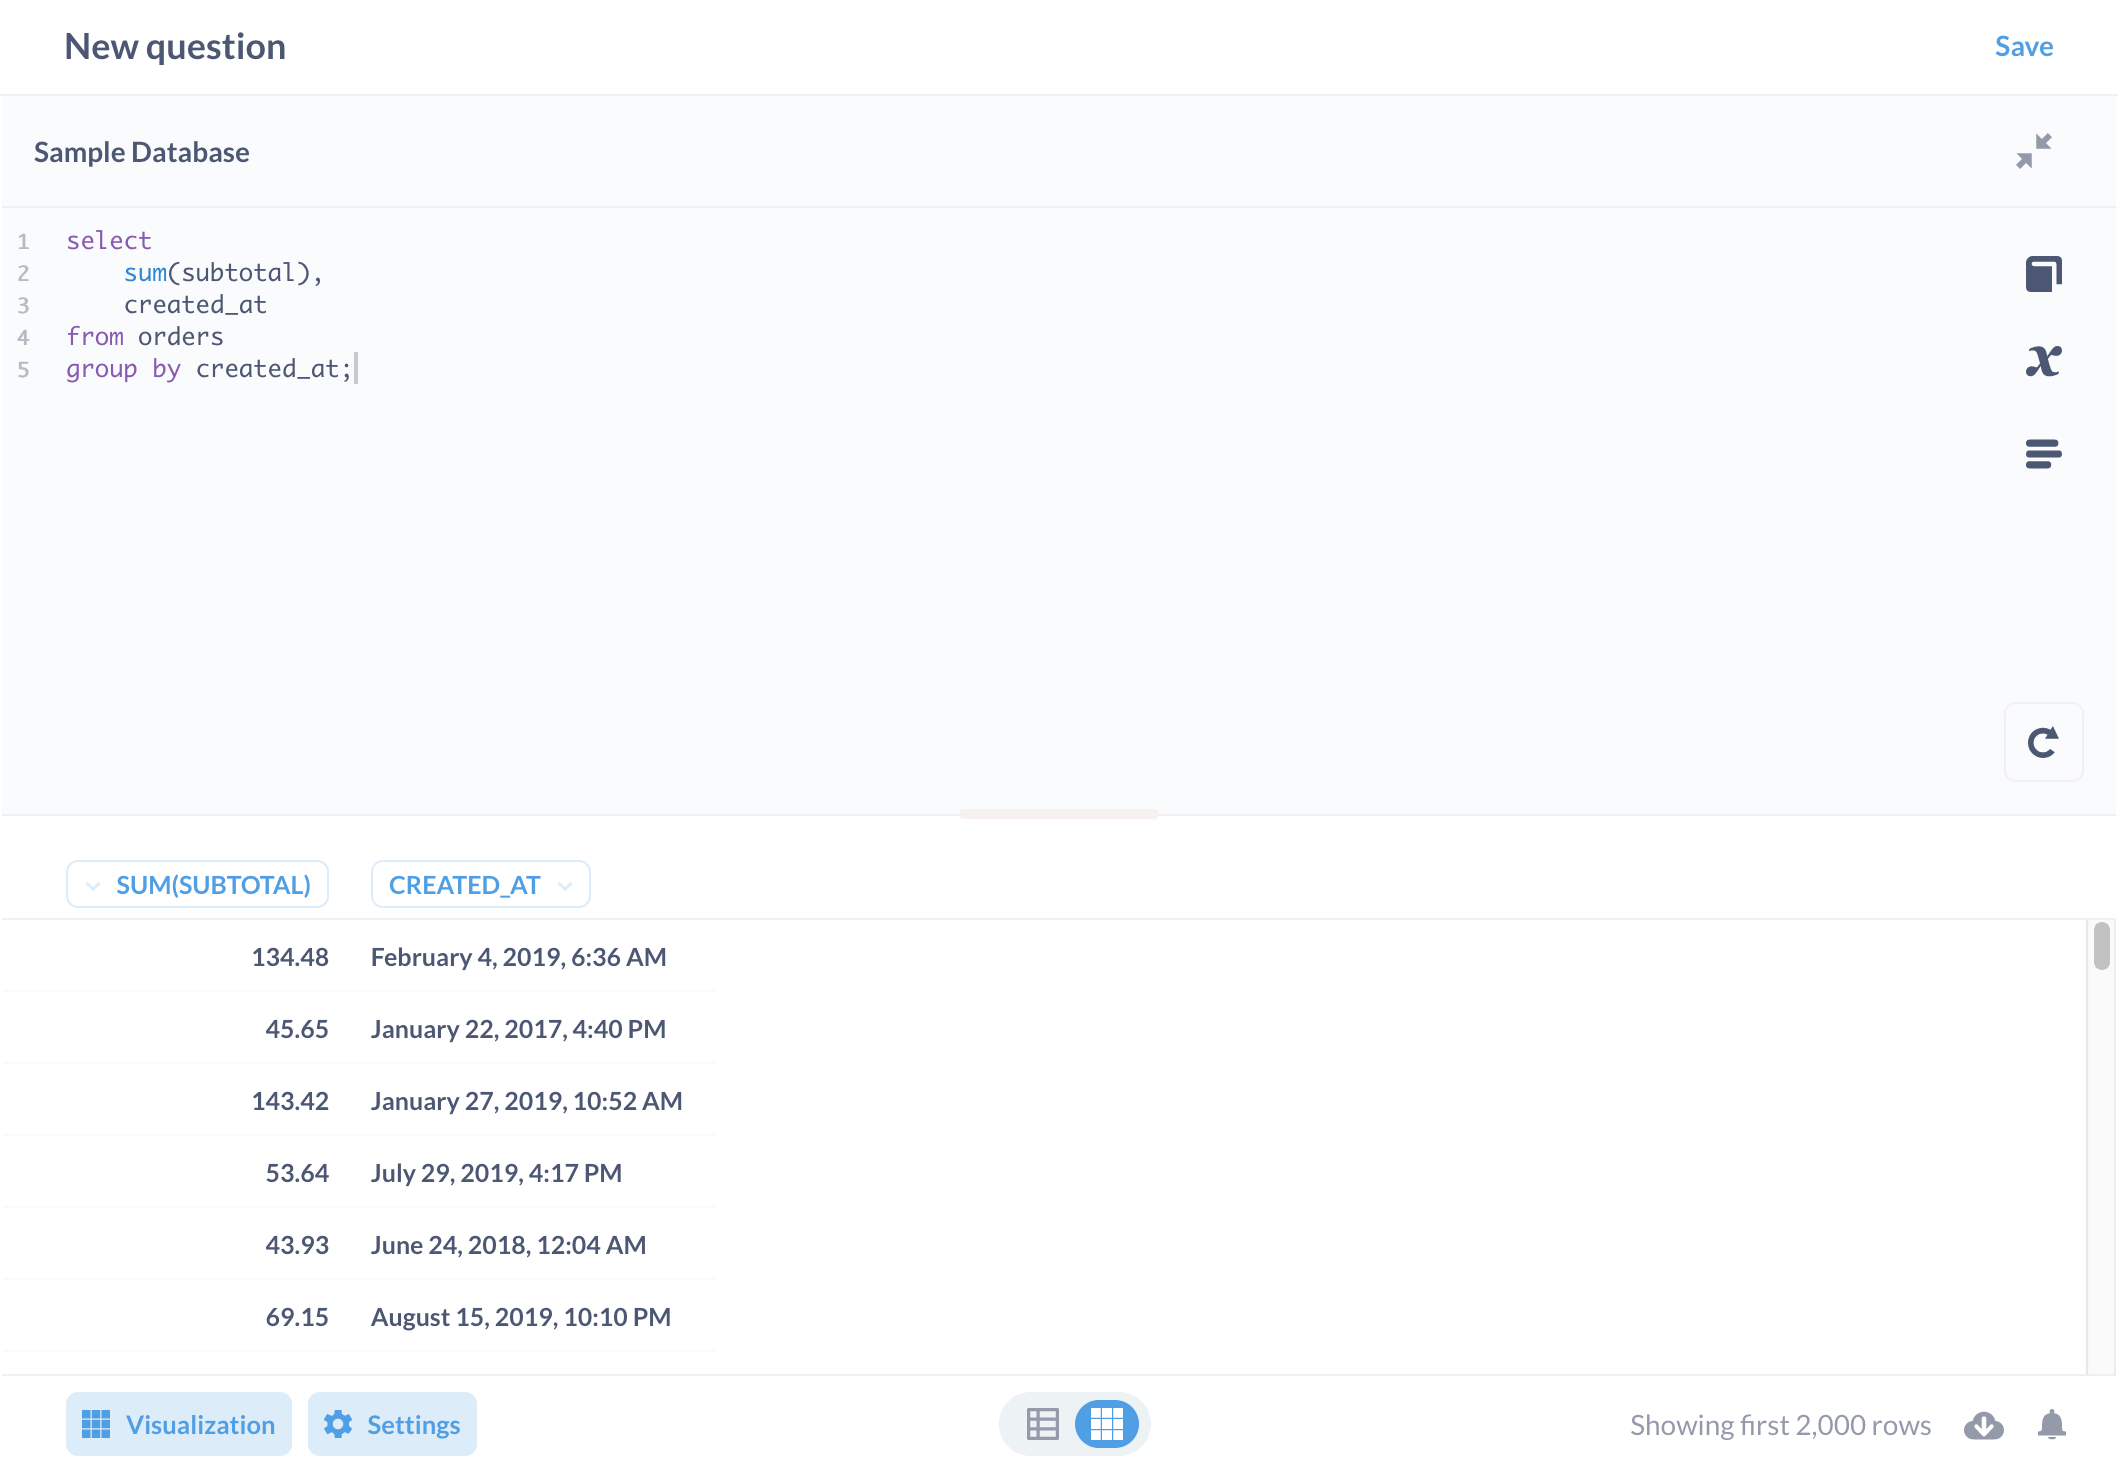 New question
Save
Sample Database
1 select
2     sum(subtotal),
3     created_at
4 from orders
5 group by created_at;
SUM(SUBTOTAL) CREATED_AT
134.48 February 4, 2019, 6:36 AM
45.65 January 22, 2017, 4:40 PM
143.42 January 27, 2019, 10:52 AM
53.64 July 29, 2019, 4:17 PM
43.93 June 24, 2018, 12:04 AM
69.15 August 15, 2019, 10:10 PM
Visualization Settings Showing first 2,000 rows